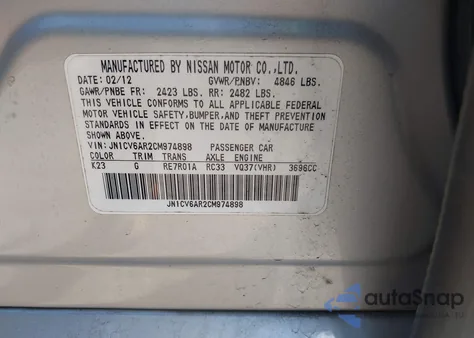 MANUFACTURED BY NISSAN MOTOR CO.,LTD.
DATE: 02/12 GVWR/PNBV: 4846 LBS.
GAWR/PNBE FR: 2423 LBS. RR: 2482 LBS.
THIS VEHICLE CONFORMS TO ALL APPLICABLE FEDERAL
MOTOR VEHICLE SAFETY,BUMPER,AND THEFT PREVENTION
STANDARDS IN EFFECT ON THE DATE OF MANUFACTURE
SHOWN ABOVE.
VIN: JN1CV6AR2CM974898 PASSENGER CAR
COLOR TRIM TRANS AXLE ENGINE
K23 G RE7R01A RC33 VQ37(VHR) 3696CC
JN1CV6AR2CM974898
autoSnap